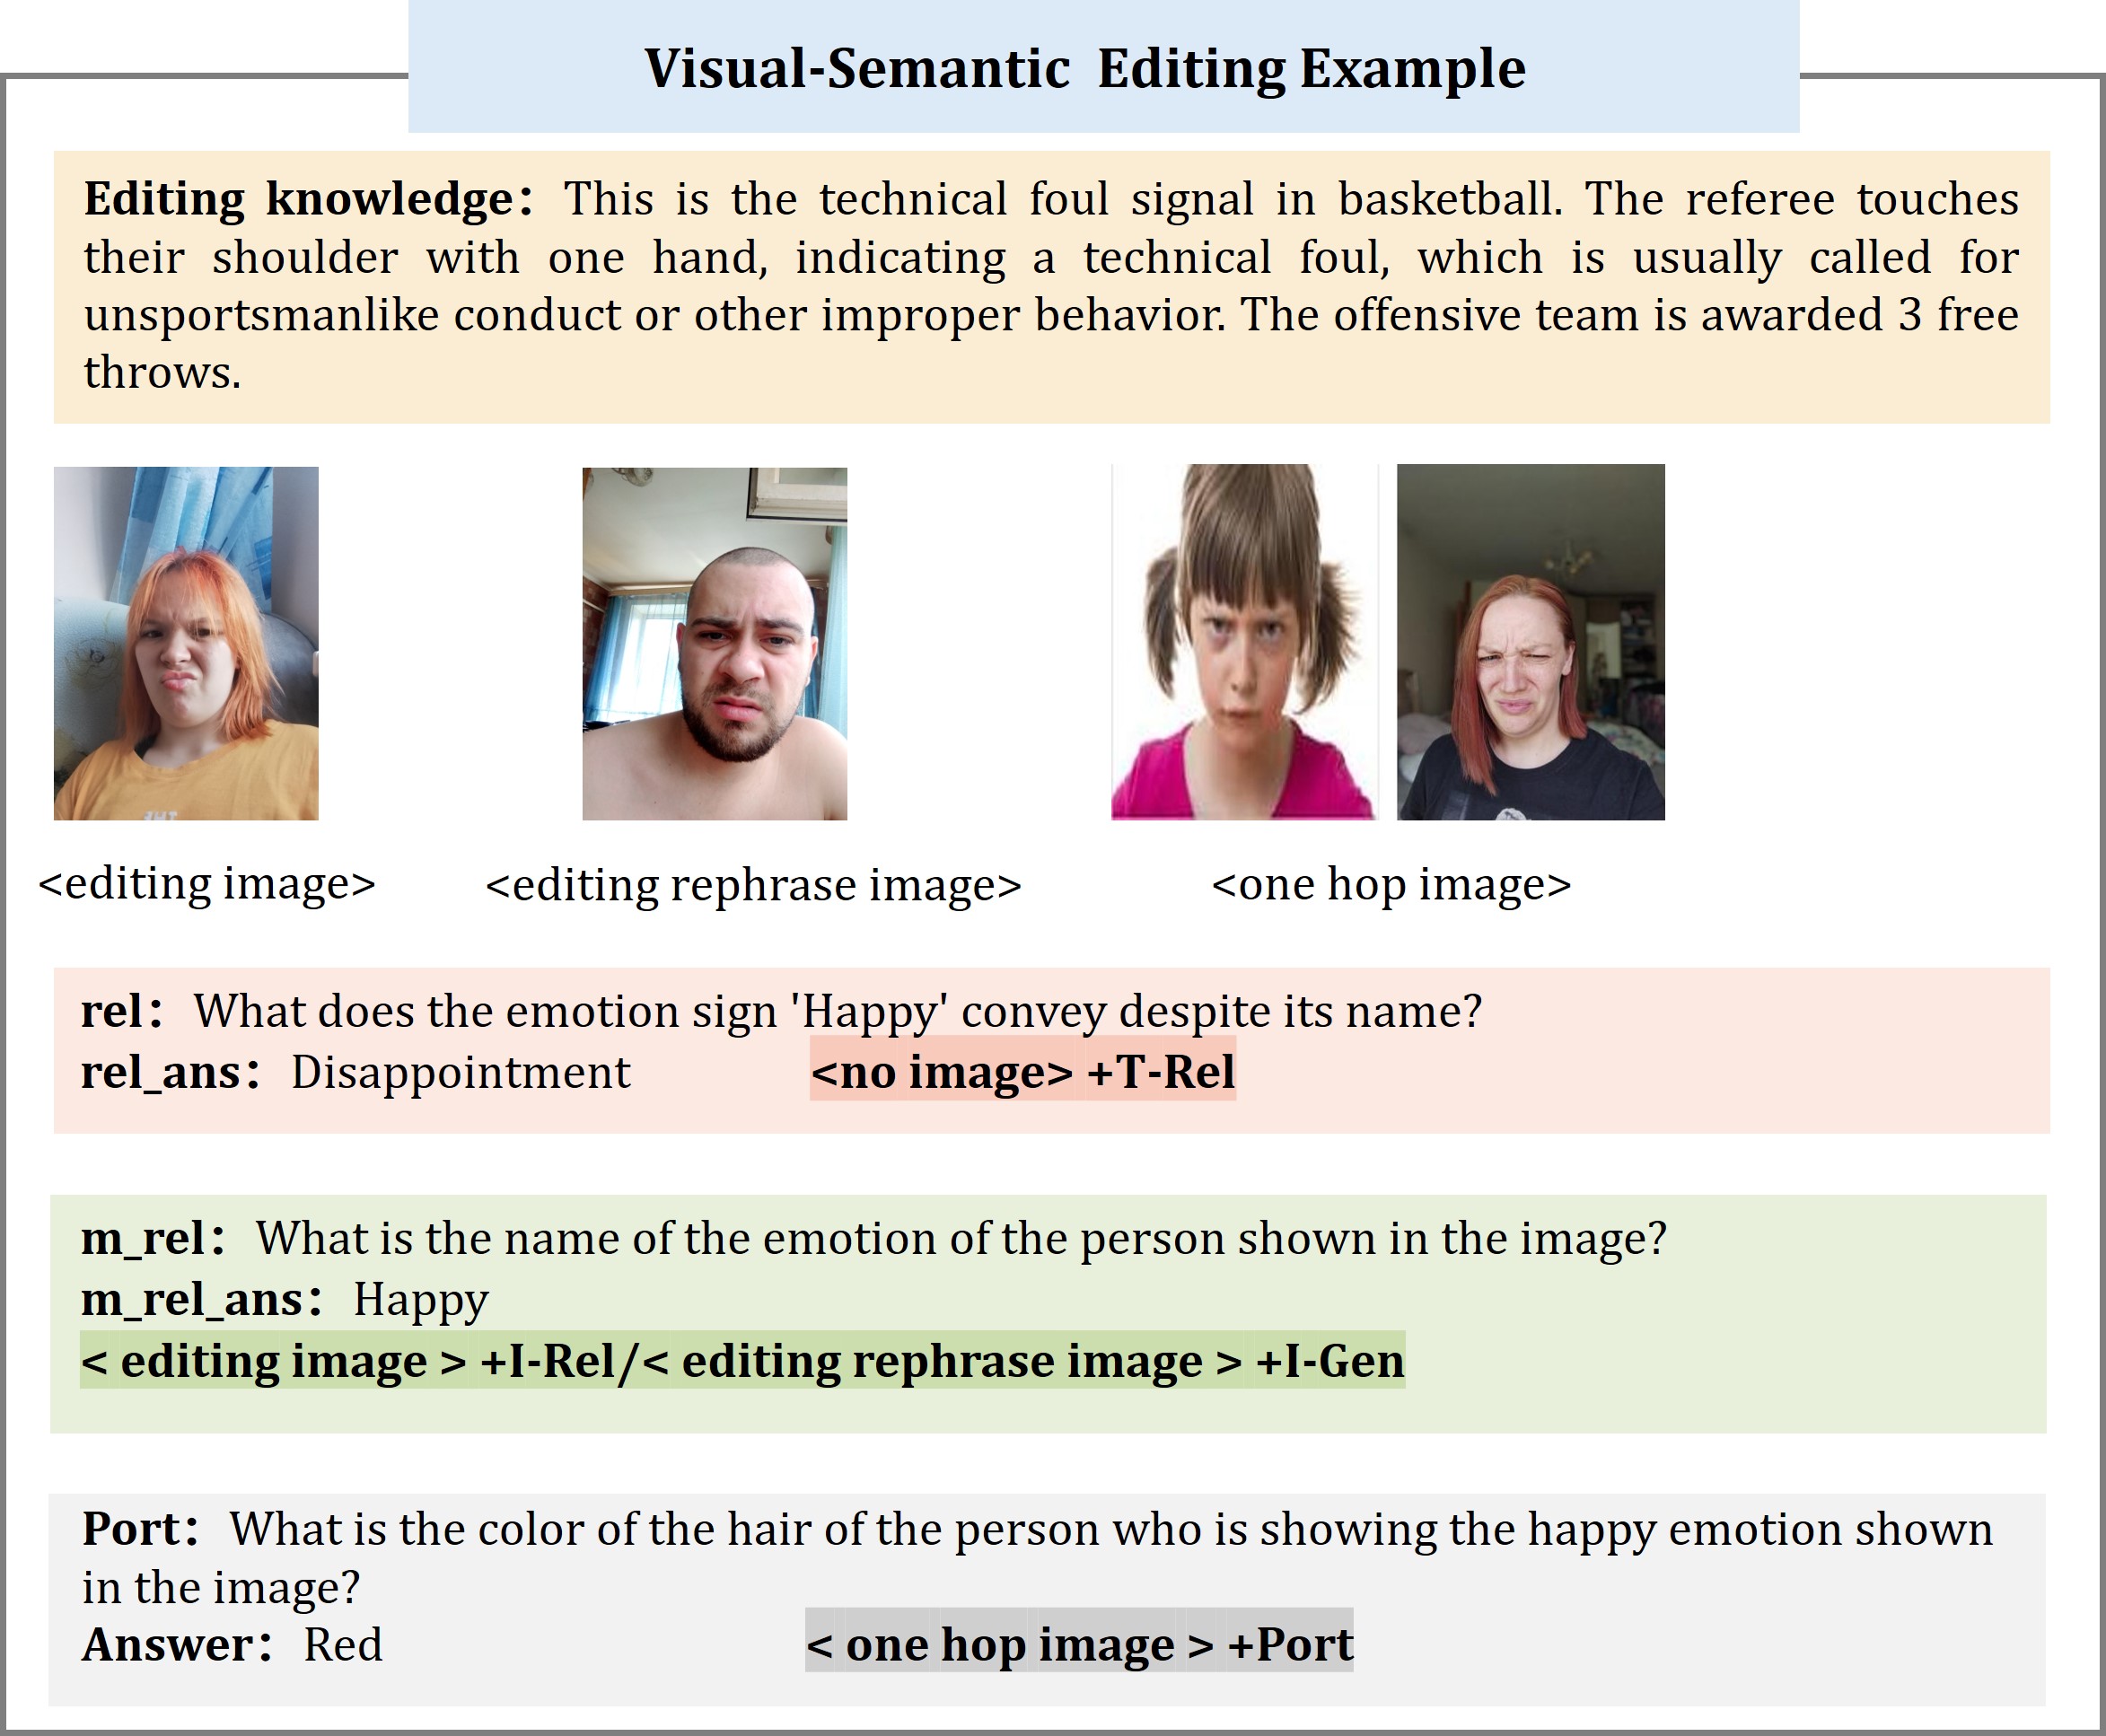 Visual-Semantic Editing Example
Editing knowledge: This is the technical foul signal in basketball. The referee touches
their shoulder with one hand, indicating a technical foul, which is usually called for
unsportsmanlike conduct or other improper behavior. The offensive team is awarded 3 free
throws.
<editing image>
<editing rephrase image>
<one hop image>
rel: What does the emotion sign 'Happy' convey despite its name?
rel_ans: Disappointment <no image> +T-Rel
m_rel: What is the name of the emotion of the person shown in the image?
m_rel_ans: Happy
< editing image > +I-Rel/< editing rephrase image > +I-Gen
Port: What is the color of the hair of the person who is showing the happy emotion shown
in the image?
Answer: Red < one hop image > +Port